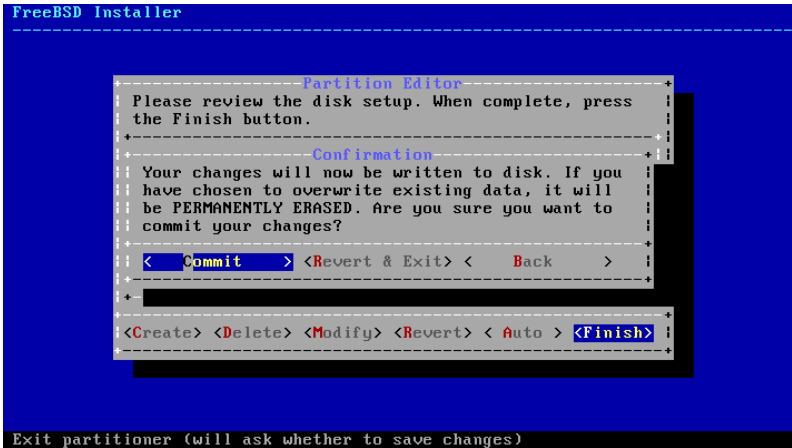 FreeBSD Installer
Partition Editor
Please review the disk setup. When complete, press
the Finish button.
Confirmation
Your changes will now be written to disk. If you
have chosen to overwrite existing data, it will
be PERMANENTLY ERASED. Are you sure you want to
commit your changes?
< Commit > <Revert & Exit> < Back >
<Create> <Delete> <Modify> <Revert> < Auto > <Finish>
Exit partitioner (will ask whether to save changes)